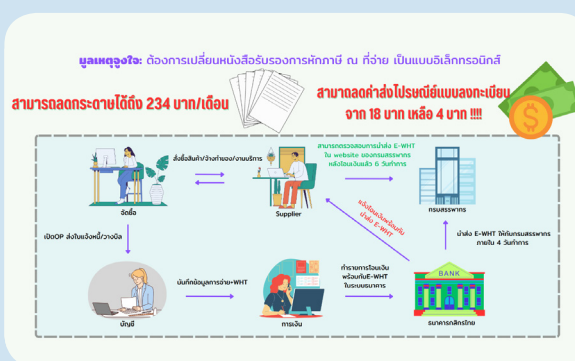 มูลเหตุจูงใจ: ต้องการเปลี่ยนหนังสือรับรองการหักภาษี ณ ที่จ่าย เป็นแบบอิเล็กทรอนิกส์
สามารถลดกระดาษได้ถึง 234 บาท/เดือน
สามาถลดค่าส่งไปรษณีย์แบบลงทะเบียน
จาก 18 บาท เหลือ 4 บาท !!!!
สั่งซื้อสินค้า/จ้างทำของ/งานบริการ
สามารถตรวจสอบการนำส่ง E-WHT
ใน website ของกรมสรรพากร
หลังโอนเงินแล้ว 6 วันทำการ
จัดซื้อ
Supplier
กรมสรรพากร
แจ้งโอนเงินพร้อมกับ
นำส่ง E-WHT
เปิดOP ส่งใบแจ้งหนี้/วางบิล
นำส่ง E-WHT ให้กับกรมสรรพากร
ภายใน 4 วันทำการ
บันทึกข้อมูลการจ่าย+WHT
ทำรายการโอนเงิน
พร้อมกับE-WHT
ในระบบธนาคาร
BANK
บัญชี
การเงิน
ธนาคารกสิกรไทย